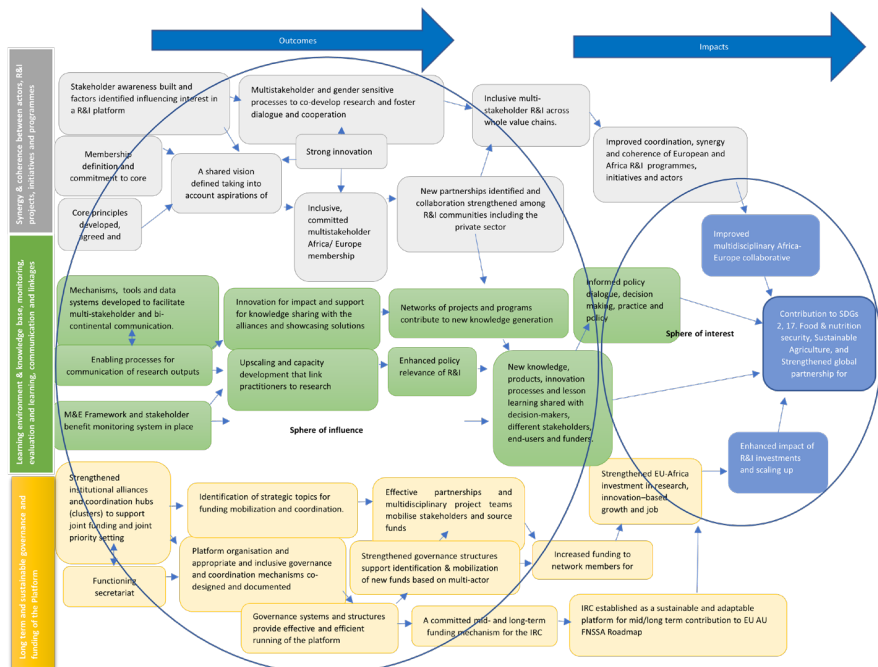 Outcomes
Impacts
Synergy & coherence between actors, R&I
projects, initiatives and programmes
Stakeholder awareness built and
factors identified influencing interest in
a R&I platform
Multistakeholder and gender sensitive
processes to co-develop research and foster
dialogue and cooperation
Inclusive multi-
stakeholder R&I across
whole value chains.
Improved coordination, synergy
and coherence of European and
Africa R&I programmes,
initiatives and actors
Membership
definition and
commitment to core
Strong innovation
A shared vision
defined taking into
account aspirations of
Core principles
developed,
agreed and
Inclusive,
committed
multistakeholder
Africa/ Europe
membership
New partnerships identified and
collaboration strengthened among
R&I communities including the
private sector
Improved
multidisciplinary Africa-
Europe collaborative
Learning environment & knowledge base, monitoring,
evaluation and learning, communication and linkages
Mechanisms, tools and data
systems developed to facilitate
multi-stakeholder and bi-
continental communication.
Innovation for impact and support
for knowledge sharing with the
alliances and showcasing solutions
Networks of projects and programs
contribute to new knowledge generation
Informed policy
dialogue, decision
making, practice and
policy
Sphere of interest
Contribution to SDGs
2, 17. Food & nutrition
security, Sustainable
Agriculture, and
Strengthened global
partnership for
Enabling processes for
communication of research outputs
Upscaling and capacity
development that link
practitioners to research
Enhanced policy
relevance of R&I
New knowledge,
products, innovation
processes and lesson
learning shared with
decision-makers,
different stakeholders,
end-users and funders.
M&E Framework and stakeholder
benefit monitoring system in place
Sphere of influence
Enhanced impact of
R&I investments
and scaling up
Long term and sustainable governance and
funding of the Platform
Strengthened
institutional alliances
and coordination hubs
(clusters) to support
joint funding and joint
priority setting
Identification of strategic topics for
funding mobilization and coordination.
Effective partnerships and
multidisciplinary project teams
mobilise stakeholders and source
funds
Strengthened EU-Africa
investment in research,
innovation–based
growth and job
Functioning
secretariat
Platform organisation and
appropriate and inclusive governance
and coordination mechanisms co-
designed and documented
Strengthened governance structures
support identification & mobilization
of new funds based on multi-actor
Increased funding to
network members for
Governance systems and structures
provide effective and efficient
running of the platform
A committed mid- and long-term
funding mechanism for the IRC
IRC established as a sustainable and adaptable
platform for mid/long term contribution to EU AU
FNSSA Roadmap